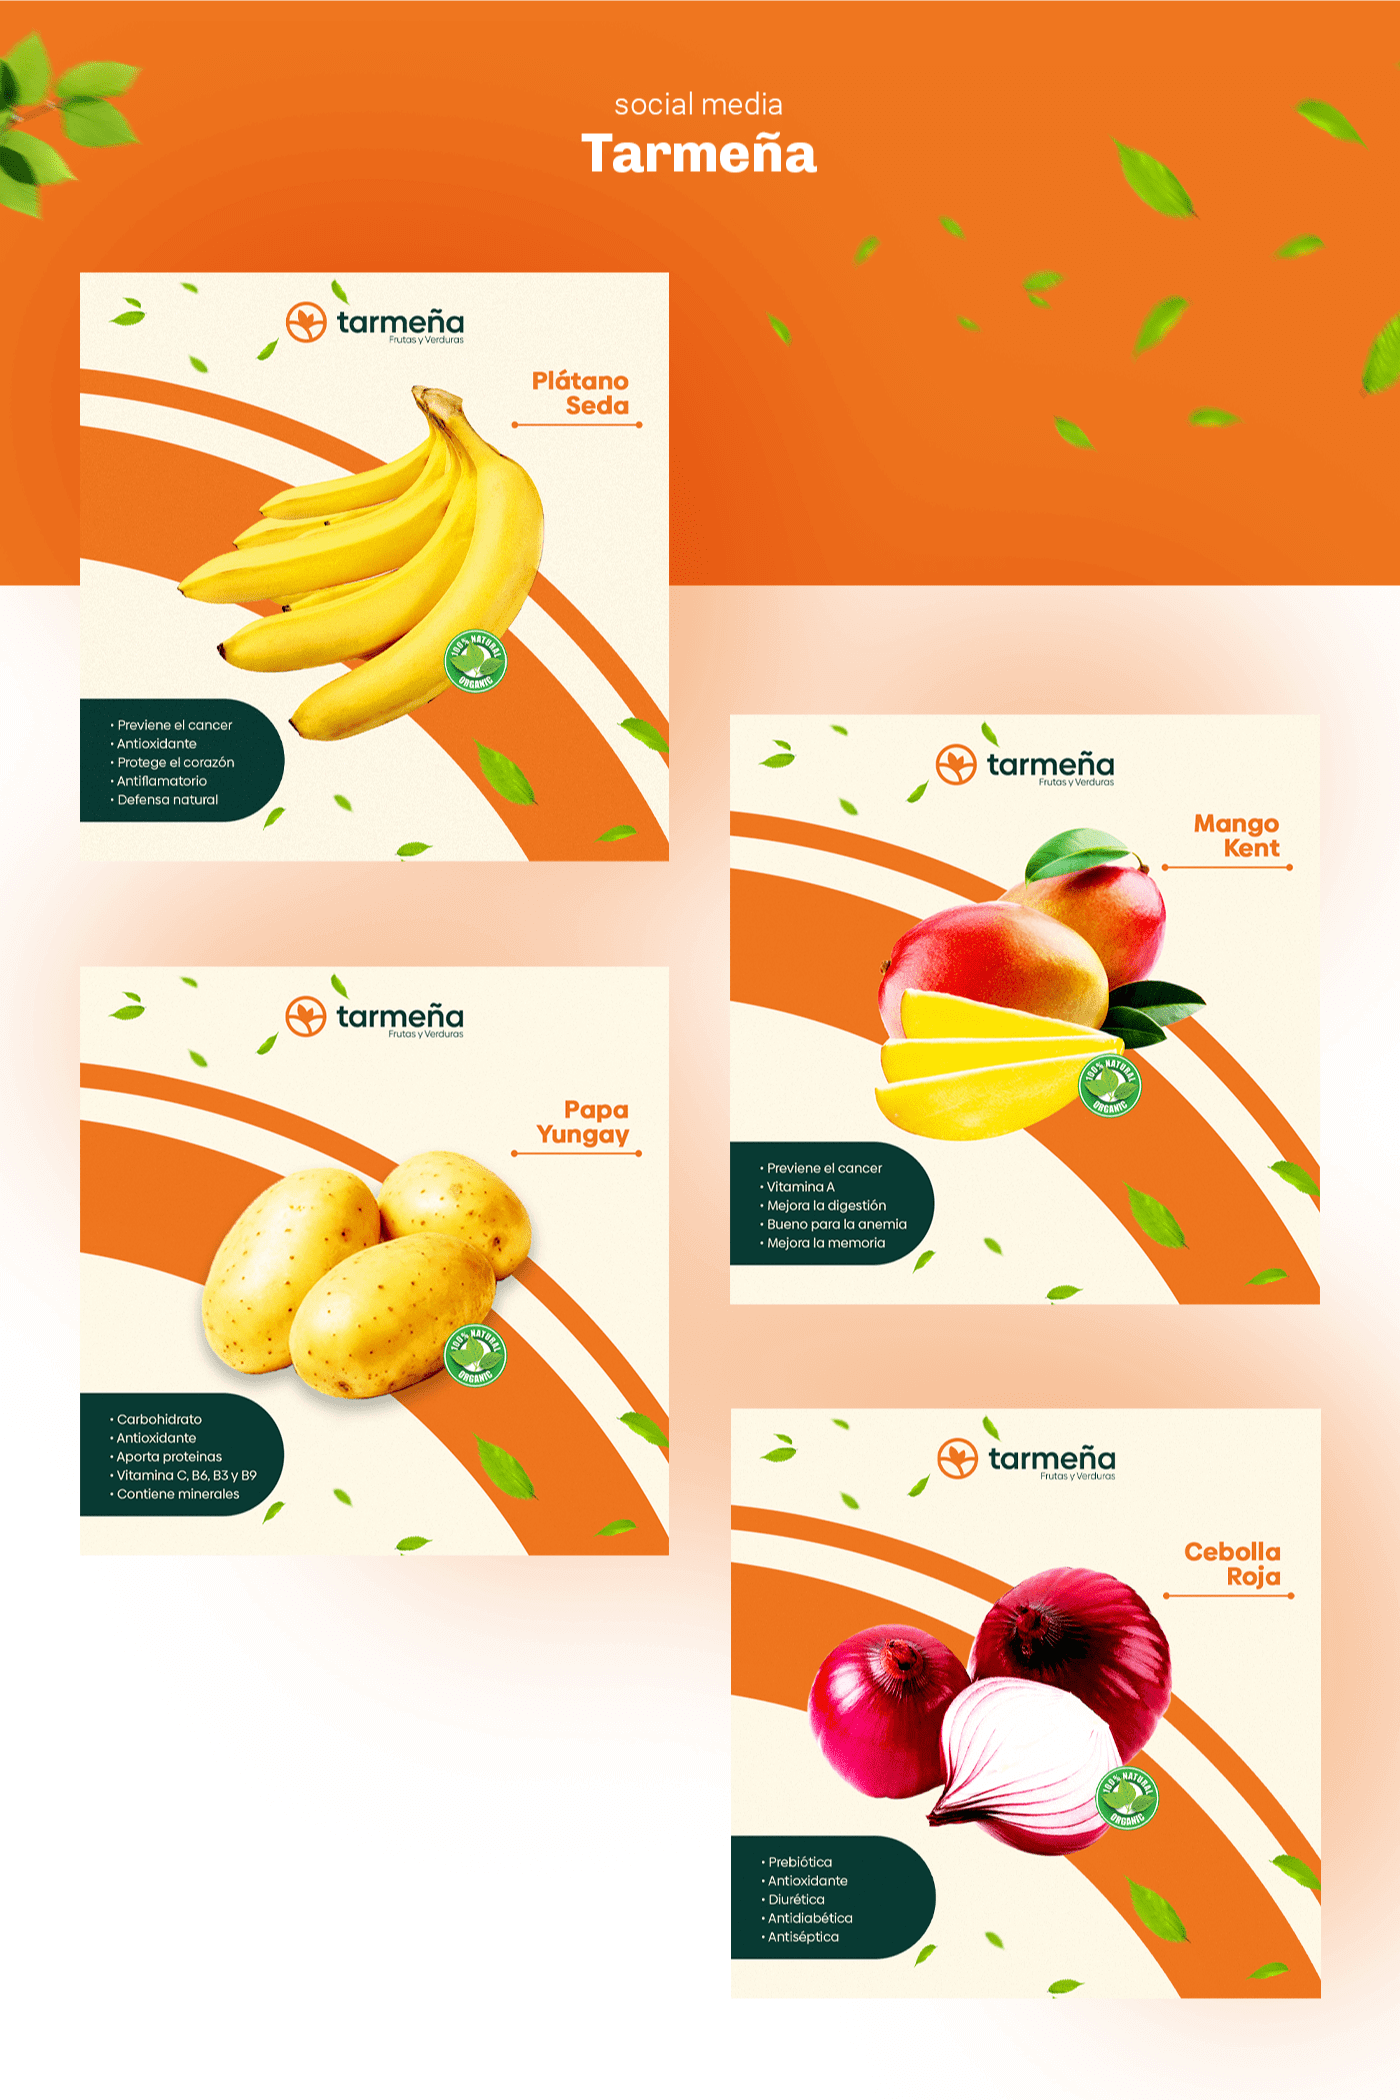 social media
Tarmeña
tarmeña
Frutas y Verduras
Plátano
Seda
100% NATURAL
ORGANIC
• Previene el cancer
• Antioxidante
• Protege el corazón
• Antiflamatorio
• Defensa natural
tarmeña
Frutas y Verduras
Mango
Kent
100% NATURAL
ORGANIC
• Previene el cancer
• Vitamina A
• Mejora la digestión
• Bueno para la anemia
• Mejora la memoria
tarmeña
Frutas y Verduras
Papa
Yungay
100% NATURAL
ORGANIC
• Carbohidrato
• Antioxidante
• Aporta proteinas
• Vitamina C, B6, B3 y B9
• Contiene minerales
tarmeña
Frutas y Verduras
Cebolla
Roja
100% NATURAL
ORGANIC
• Prebiótica
• Antioxidante
• Diurética
• Antidiabética
• Antiséptica